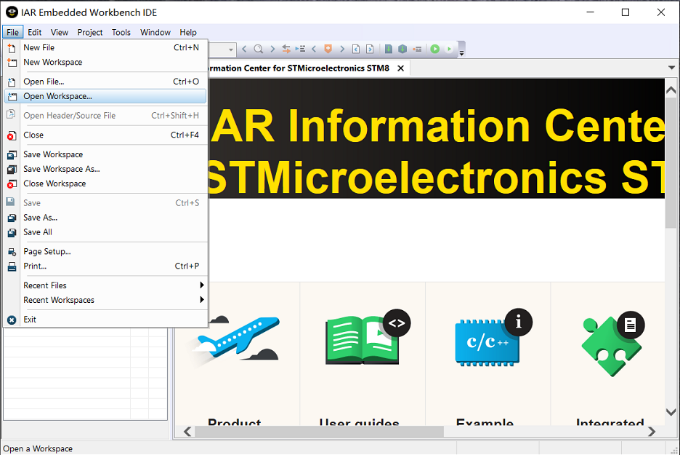 IAR Embedded Workbench IDE
File Edit View Project Tools Window Help
New File Ctrl+N
New Workspace
Open File... Ctrl+O
Open Workspace...
Open Header/Source File Ctrl+Shift+H
Close Ctrl+F4
Save Workspace
Save Workspace As...
Close Workspace
Save Ctrl+S
Save As...
Save All
Page Setup...
Print... Ctrl+P
Recent Files
Recent Workspaces
Exit
rmation Center for STMicroelectronics STM8
AR Information Cente
STMicroelectronics ST
<>
i
c/c++
Product
User guides
Example
Integrated
Open a Workspace